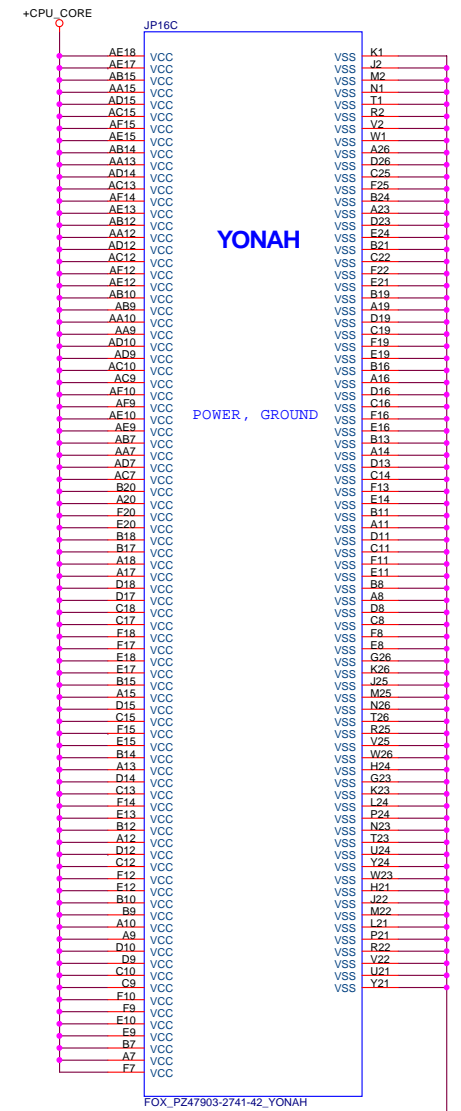 +CPU_CORE
JP16C
AE18 VCC VSS K1
AE17 VCC VSS J2
AB15 VCC VSS M2
AA15 VCC VSS N1
AD15 VCC VSS T1
AC15 VCC VSS R2
AF15 VCC VSS V2
AE15 VCC VSS W1
AB14 VCC VSS A26
AA13 VCC VSS D26
AD14 VCC VSS C25
AC13 VCC VSS F25
AF14 VCC VSS B24
AE13 VCC VSS A23
AB12 VCC VSS D23
AA12 VCC YONAH VSS E24
AD12 VCC VSS B21
AC12 VCC VSS C22
AF12 VCC VSS F22
AE12 VCC VSS E21
AB10 VCC VSS B19
AB9 VCC VSS A19
AA10 VCC VSS D19
AA9 VCC VSS C19
AD10 VCC VSS F19
AD9 VCC VSS E19
AC10 VCC VSS B16
AC9 VCC VSS A16
AF10 VCC VSS D16
AF9 VCC VSS C16
AE10 VCC POWER, GROUND VSS F16
AE9 VCC VSS E16
AB7 VCC VSS B13
AA7 VCC VSS A14
AD7 VCC VSS D13
AC7 VCC VSS C14
B20 VCC VSS F13
A20 VCC VSS E14
F20 VCC VSS B11
E20 VCC VSS A11
B18 VCC VSS D11
B17 VCC VSS C11
A18 VCC VSS F11
A17 VCC VSS E11
D18 VCC VSS B8
D17 VCC VSS A8
C18 VCC VSS D8
C17 VCC VSS C8
F18 VCC VSS F8
F17 VCC VSS E8
E18 VCC VSS G26
E17 VCC VSS K26
B15 VCC VSS J25
A15 VCC VSS M25
D15 VCC VSS N26
C15 VCC VSS T26
F15 VCC VSS R25
E15 VCC VSS V25
B14 VCC VSS W26
A13 VCC VSS H24
D14 VCC VSS G23
C13 VCC VSS K23
F14 VCC VSS L24
E13 VCC VSS P24
B12 VCC VSS N23
A12 VCC VSS T23
D12 VCC VSS U24
C12 VCC VSS Y24
F12 VCC VSS W23
E12 VCC VSS H21
B10 VCC VSS J22
B9 VCC VSS M22
A10 VCC VSS L21
A9 VCC VSS P21
D10 VCC VSS R22
D9 VCC VSS V22
C10 VCC VSS U21
C9 VCC VSS Y21
F10 VCC
F9 VCC
E10 VCC
E9 VCC
B7 VCC
A7 VCC
F7 VCC
FOX_PZ47903-2741-42_YONAH